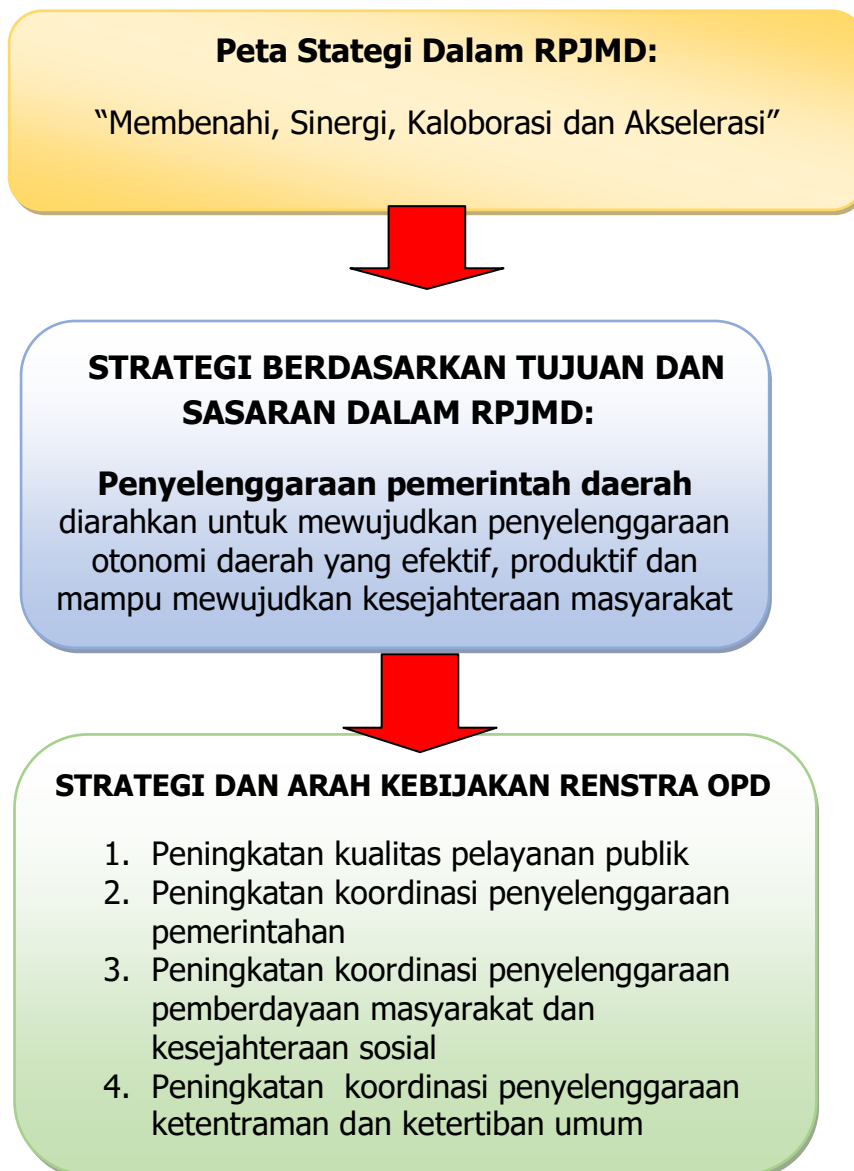 Peta Stategi Dalam RPJMD:
“Membenahi, Sinergi, Kaloborasi dan Akselerasi”
STRATEGI BERDASARKAN TUJUAN DAN
SASARAN DALAM RPJMD:
Penyelenggaraan pemerintah daerah
diarahkan untuk mewujudkan penyelenggaraan
otonomi daerah yang efektif, produktif dan
mampu mewujudkan kesejahteraan masyarakat
STRATEGI DAN ARAH KEBIJAKAN RENSTRA OPD
1. Peningkatan kualitas pelayanan publik
2. Peningkatan koordinasi penyelenggaraan
pemerintahan
3. Peningkatan koordinasi penyelenggaraan
pemberdayaan masyarakat dan
kesejahteraan sosial
4. Peningkatan koordinasi penyelenggaraan
ketentraman dan ketertiban umum